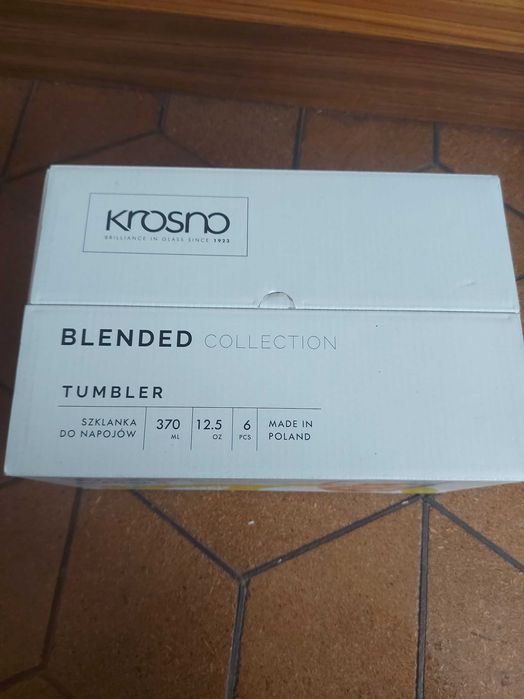 KROSNO
BRILLIANCE IN GLASS SINCE 1923
BLENDED COLLECTION
TUMBLER
SZKLANKA
DO NAPOJÓW
370
ML
12.5
OZ
6
PCS
MADE IN
POLAND